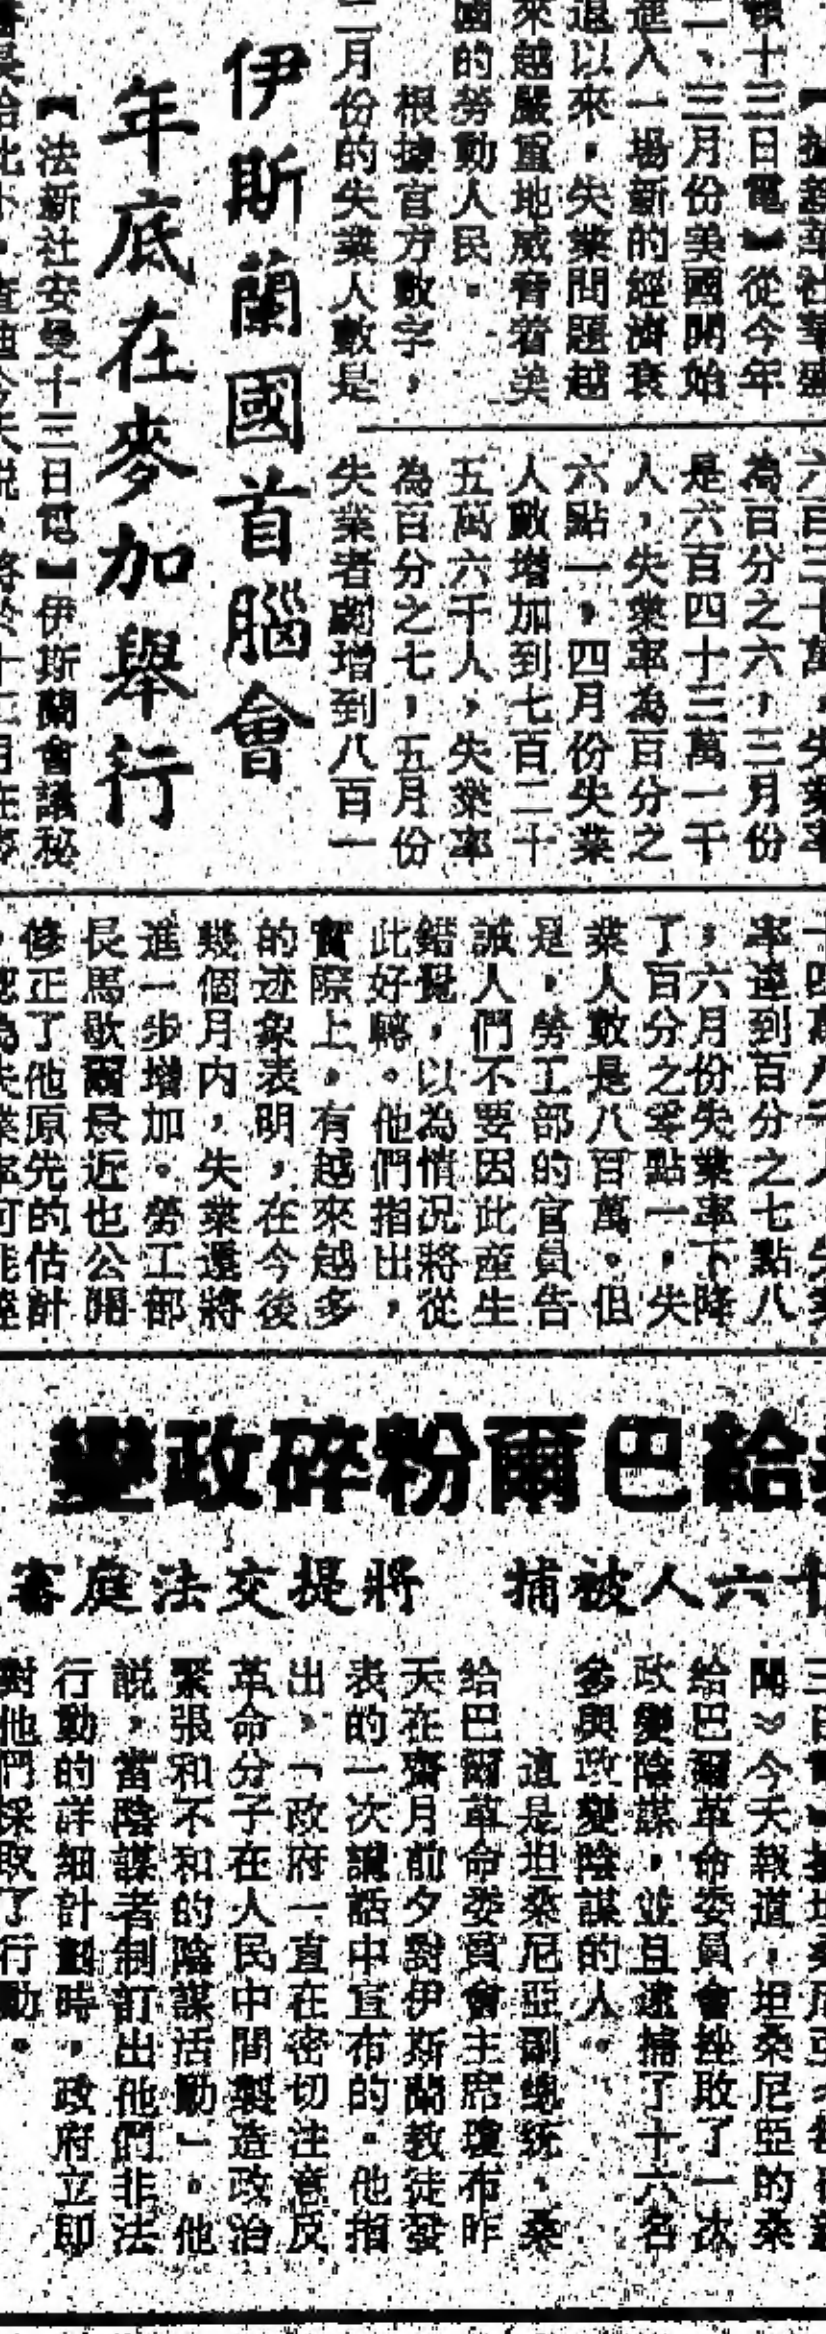 頓十三日電】從今年
二、三月份美國開始
進入一場新的經濟衰
退以來，失業問題越
來越嚴重地威脅着美
國的勞動人民。
根據官方數字，
二月份的失業人數是
六百三十萬，失業率
為百分之六，三月份
是六百四十三萬一千
人，失業率為百分之
六點一，四月份失業
人數增加到七百二十
五萬六千人，失業率
為百分之七，五月份
失業者劇增到八百一
十四萬八千人，失業
率達到百分之七點八
，六月份失業率下降
了百分之零點一，失
業人數是八百萬。但
是，勞工部的官員告
誡人們不要因此產生
錯覺，以為情況將從
此好轉。他們指出，
實際上，有越來越多
的迹象表明，在今後
幾個月內，失業還將
進一步增加。勞工部
長馬歇爾最近也公開
修正了他原先的估計
伊斯蘭國首腦會
年底在麥加舉行
【法新社安曼十三日電】伊斯蘭會議秘
給巴爾粉碎政變
十六人被捕　將提交法庭審
聞》今天報道，坦桑尼亞的桑
給巴爾革命委員會挫敗了一次
政變陰謀，並且逮捕了十六名
參與政變陰謀的人。
這是坦桑尼亞副總統、桑
給巴爾革命委員會主席瓊布昨
天在齋月前夕對伊斯蘭教徒發
表的一次講話中宣布的。他指
出，「政府一直在密切注意反
革命分子在人民中間製造政治
緊張和不和的陰謀活動」。他
說，當陰謀者制訂出他們非法
行動的詳細計劃時，政府立即
對他們採取了行動。